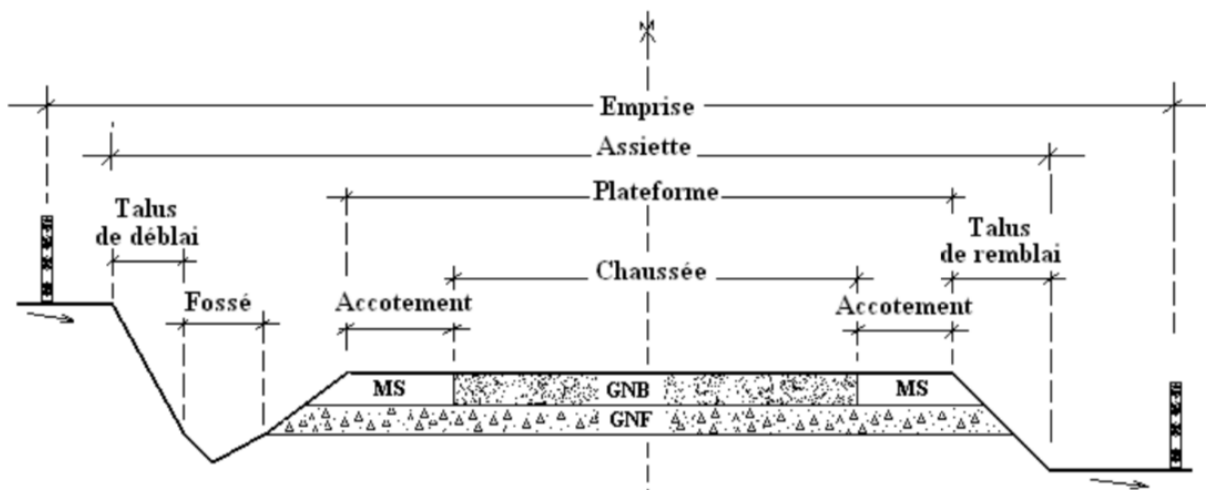 Emprise
Assiette
Plateforme
Talus
de déblai
Talus
de remblai
Chaussée
Fossé
Accotement
Accotement
MS
GNB
MS
GNF